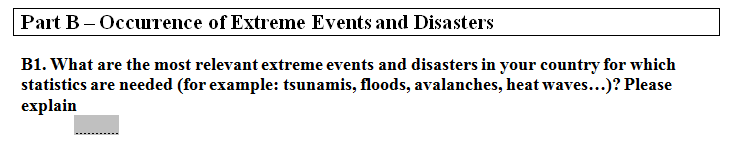 Part B – Occurrence of Extreme Events and Disasters
B1. What are the most relevant extreme events and disasters in your country for which
statistics are needed (for example: tsunamis, floods, avalanches, heat waves…)? Please
explain
...........